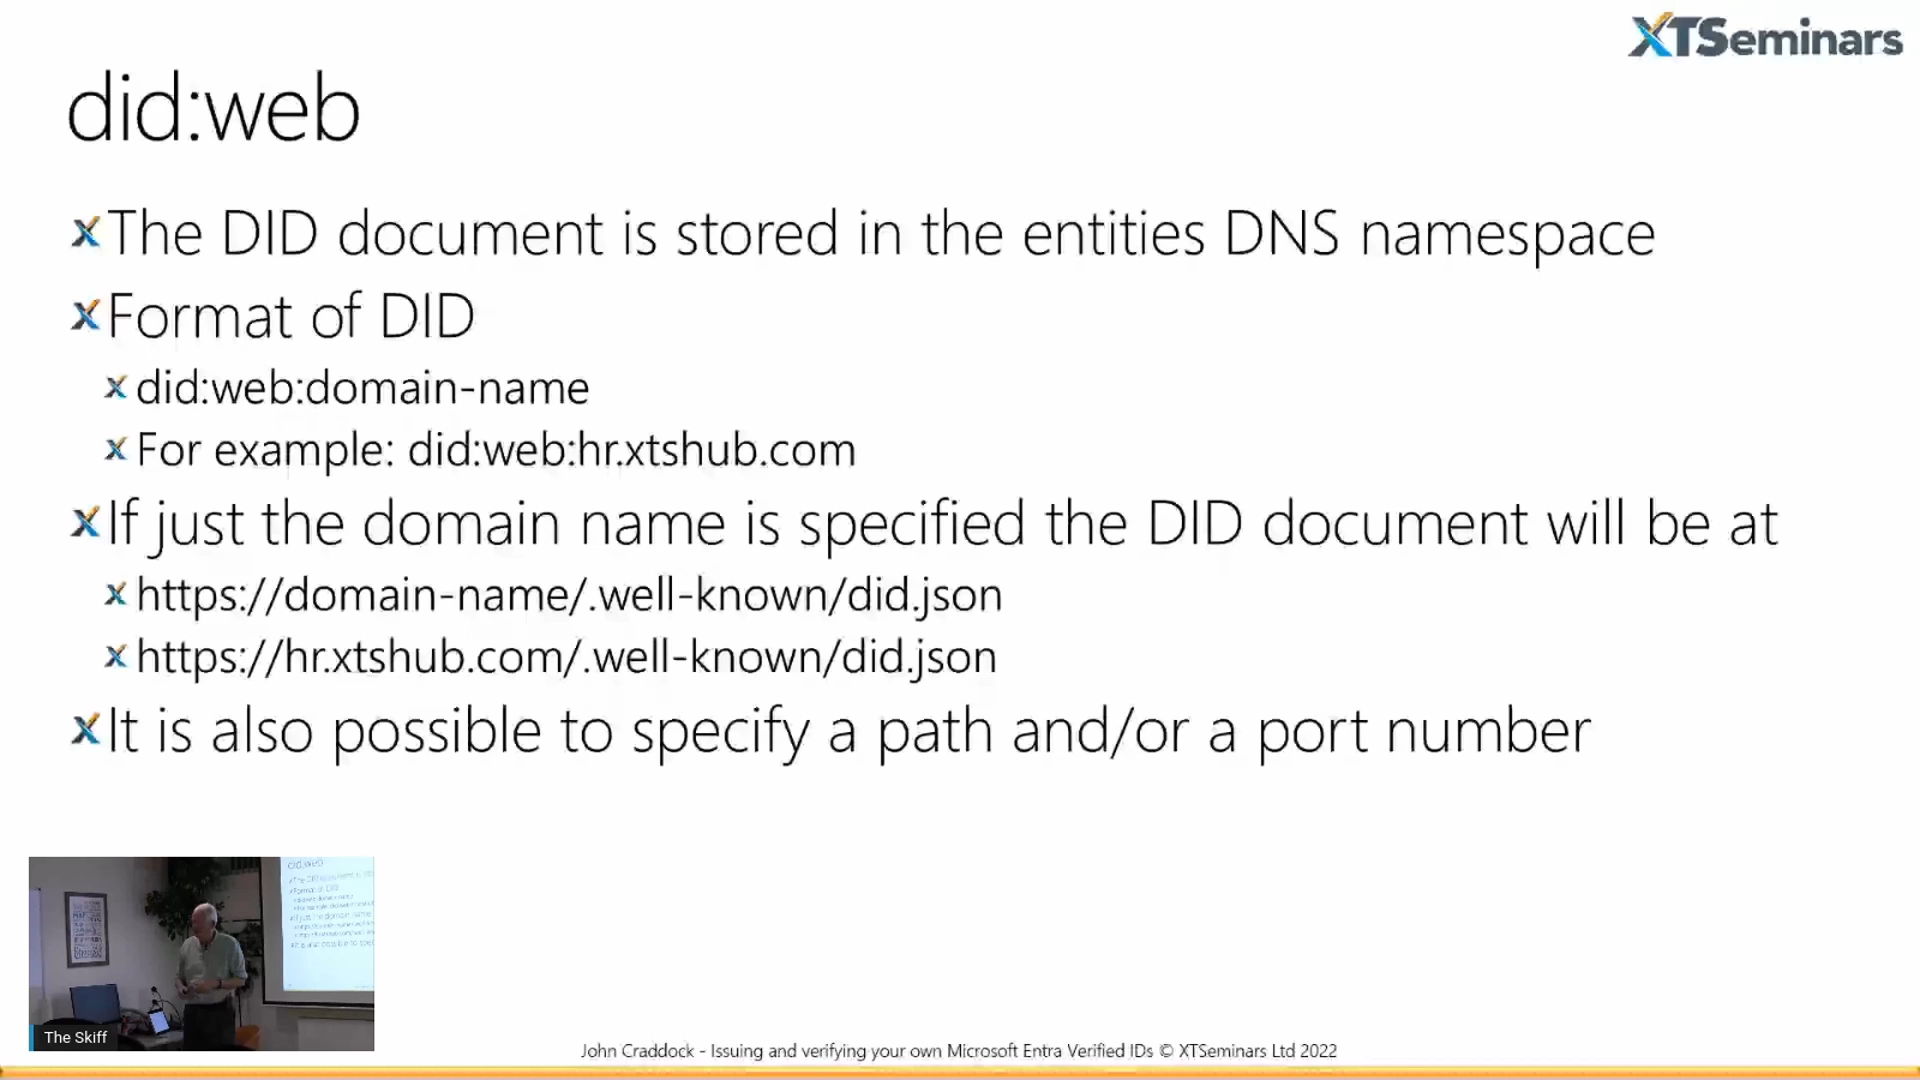 XTSeminars
did:web
The DID document is stored in the entities DNS namespace
Format of DID
did:web:domain-name
For example: did:web:hr.xtshub.com
If just the domain name is specified the DID document will be at
https://domain-name/.well-known/did.json
https://hr.xtshub.com/.well-known/did.json
It is also possible to specify a path and/or a port number
did:web
The Skiff
John Craddock - Issuing and verifying your own Microsoft Entra Verified IDs © XTSeminars Ltd 2022